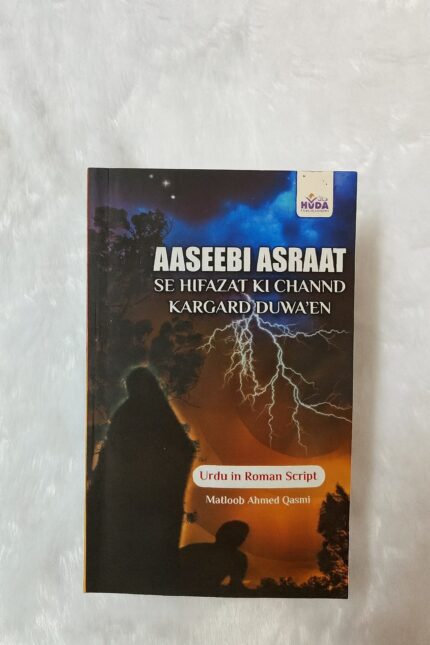 HUDA
AASEEBI ASRAAT
SE HIFAZAT KI CHANND
KARGARD DUWA'EN
Urdu in Roman Script
Matloob Ahmed Qasmi